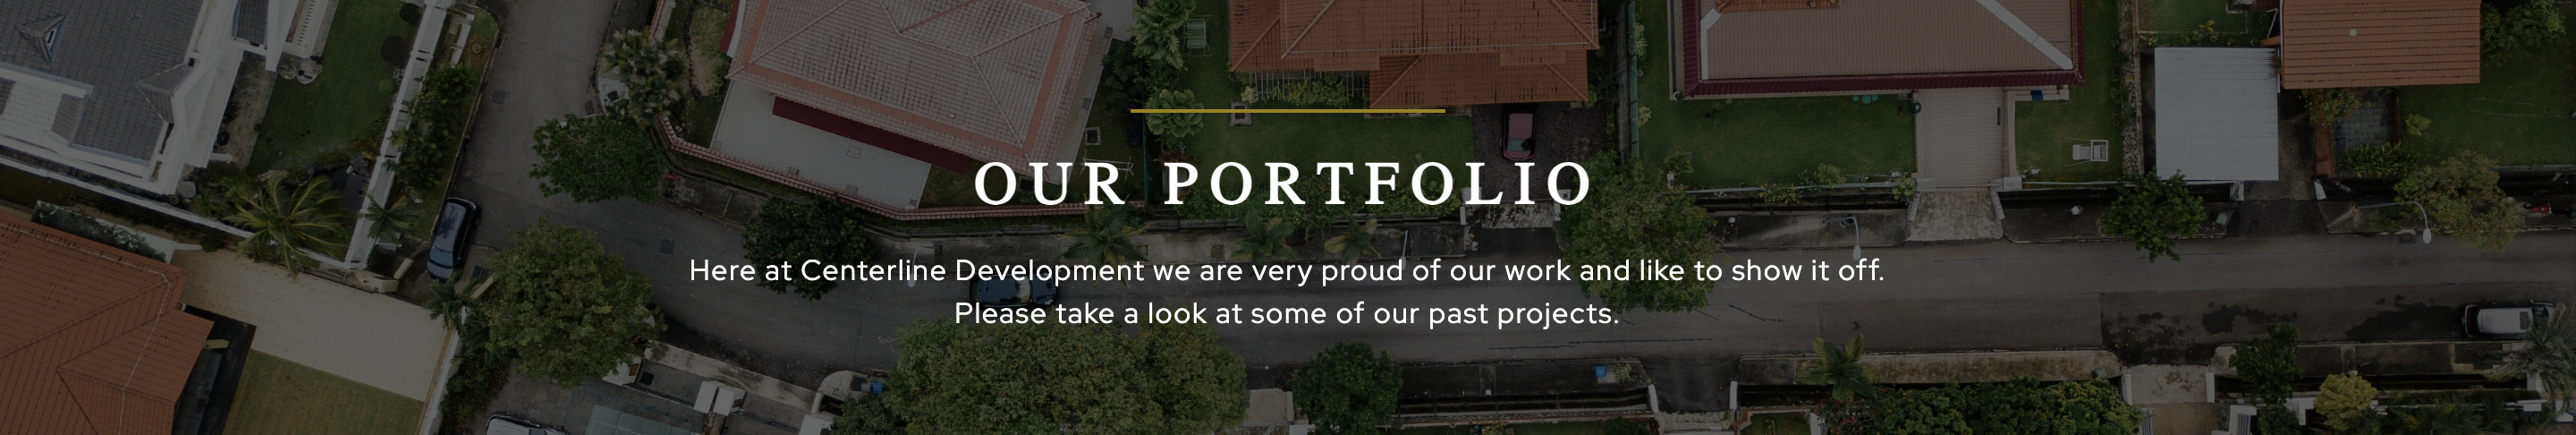 OUR PORTFOLIO
Here at Centerline Development we are very proud of our work and like to show it off.
Please take a look at some of our past projects.